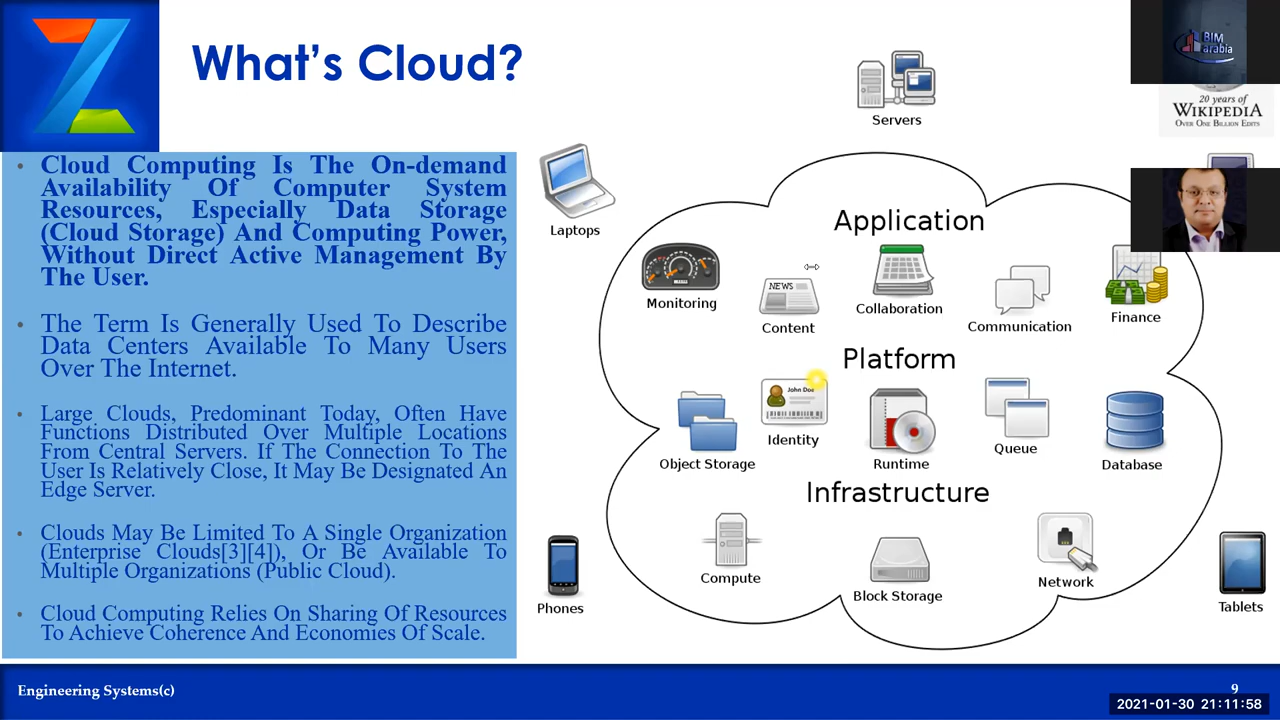 What's Cloud?
• Cloud Computing Is The On-demand
Availability Of Computer System
Resources, Especially Data Storage
(Cloud Storage) And Computing Power,
Without Direct Active Management By
The User.
• The Term Is Generally Used To Describe
Data Centers Available To Many Users
Over The Internet.
• Large Clouds, Predominant Today, Often Have
Functions Distributed Over Multiple Locations
From Central Servers. If The Connection To The
User Is Relatively Close, It May Be Designated An
Edge Server.
• Clouds May Be Limited To A Single Organization
(Enterprise Clouds[3][4]), Or Be Available To
Multiple Organizations (Public Cloud).
• Cloud Computing Relies On Sharing Of Resources
To Achieve Coherence And Economies Of Scale.
Servers
Laptops
Application
Monitoring
NEWS
Content
Collaboration
Communication
Finance
Platform
Object Storage
John Doe
Identity
Runtime
Queue
Database
Infrastructure
Compute
Block Storage
Network
Phones
Tablets
BIM
arabia
20 years of
WIKIPEDIA
OVER ONE BILLION EDITS
Engineering Systems(c)
9
2021-01-30 21:11:58